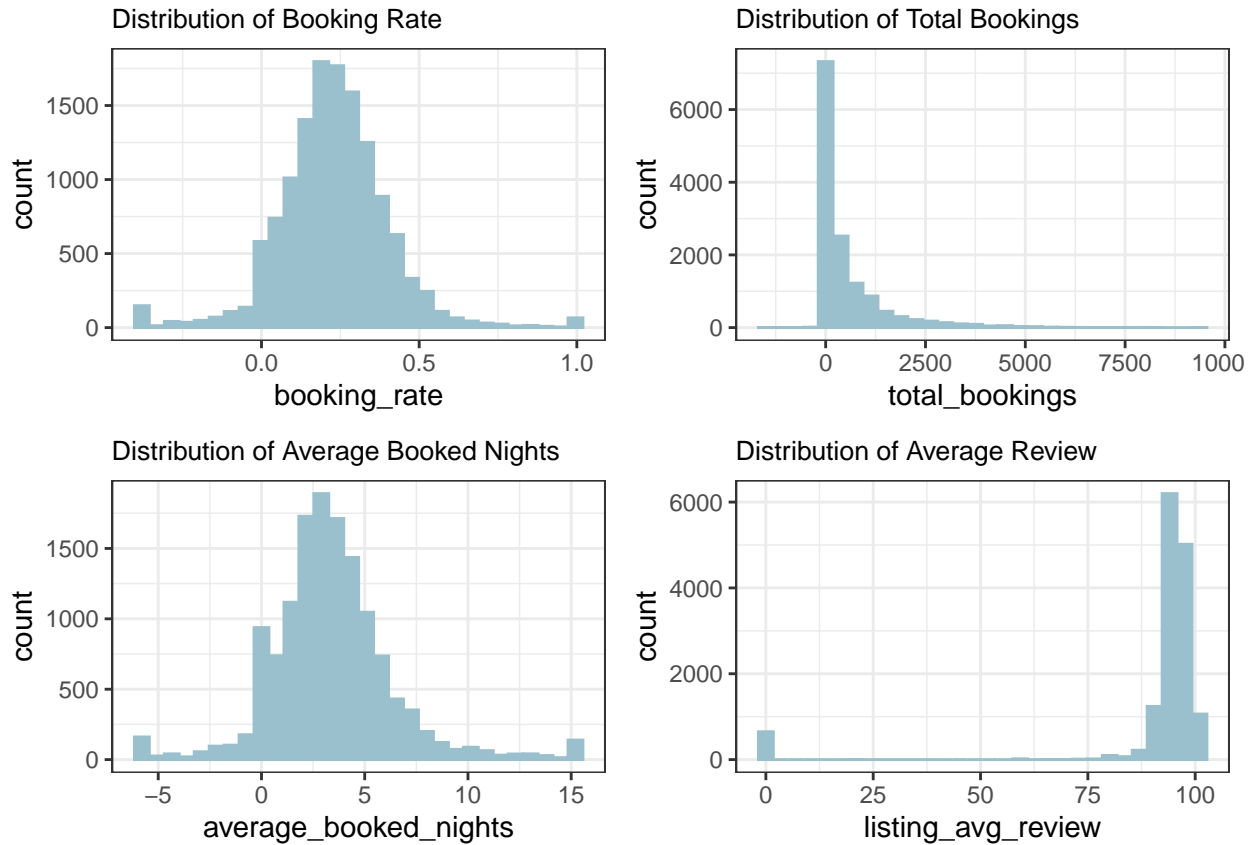 Distribution of Booking Rate
count
1500
1000
500
0
0.0 0.5 1.0
booking_rate
Distribution of Total Bookings
count
6000
4000
2000
0
0 2500 5000 7500 1000
total_bookings
Distribution of Average Booked Nights
count
1500
1000
500
0
−5 0 5 10 15
average_booked_nights
Distribution of Average Review
count
6000
4000
2000
0
0 25 50 75 100
listing_avg_review